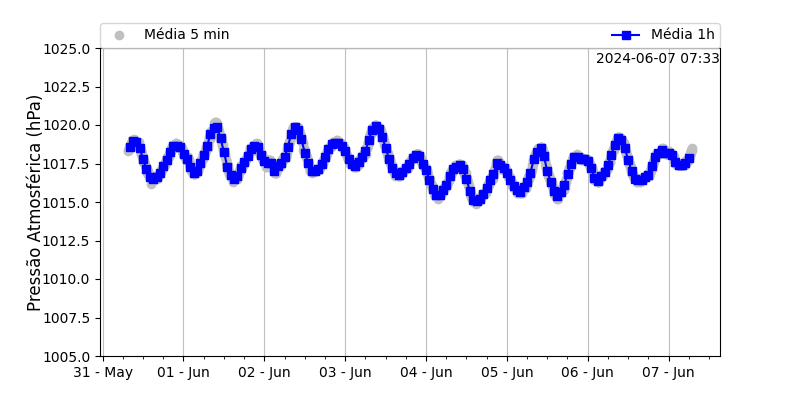 Média 5 min
Média 1h
2024-06-07 07:33
Pressão Atmosférica (hPa)
1025.0
1022.5
1020.0
1017.5
1015.0
1012.5
1010.0
1007.5
1005.0
31 - May
01 - Jun
02 - Jun
03 - Jun
04 - Jun
05 - Jun
06 - Jun
07 - Jun